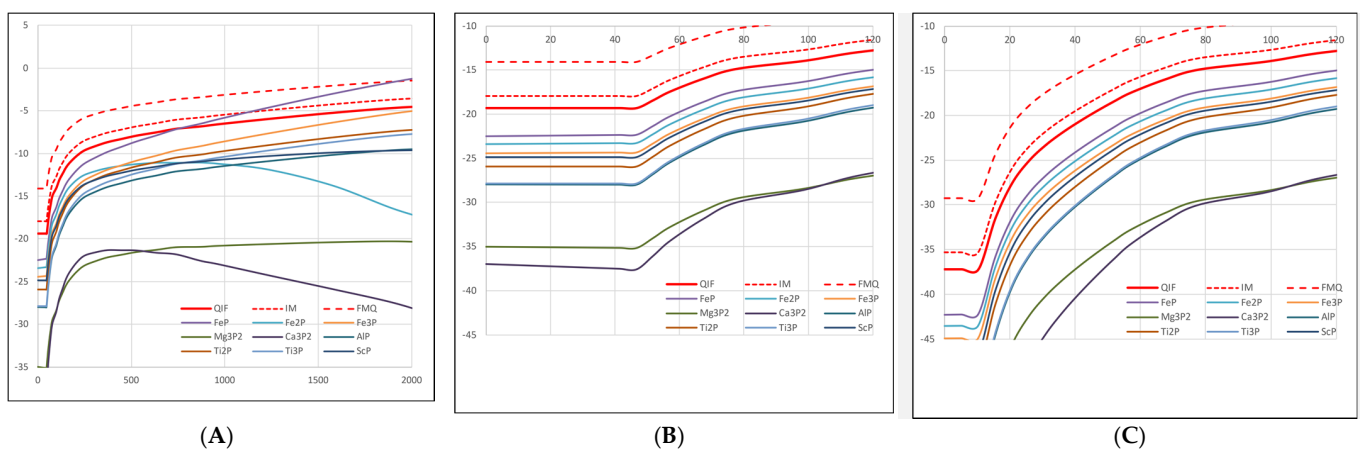 5
0
-5
-10
-15
-20
-25
-30
-35
0 500 1000 1500 2000
QIF IM FMQ
FeP Fe2P Fe3P
Mg3P2 Ca3P2 AlP
Ti2P Ti3P ScP
(A)
0 20 40 60 80 100 120
-10
-15
-20
-25
-30
-35
-40
-45
QIF IM FMQ
FeP Fe2P Fe3P
Mg3P2 Ca3P2 AlP
Ti2P Ti3P ScP
(B)
0 20 40 60 80 100 120
-10
-15
-20
-25
-30
-35
-40
-45
QIF IM FMQ
FeP Fe2P Fe3P
Mg3P2 Ca3P2 AlP
Ti2P Ti3P ScP
(C)